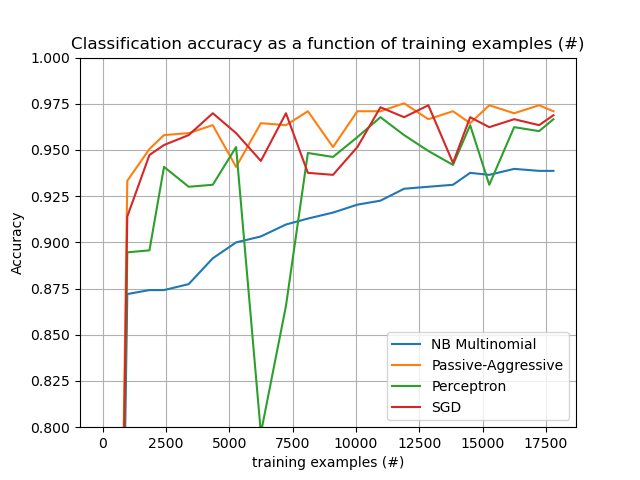 Classification accuracy as a function of training examples (#)
1.000
0.975
0.950
0.925
0.900
0.875
0.850
0.825
0.800
Accuracy
NB Multinomial
Passive-Aggressive
Perceptron
SGD
0 2500 5000 7500 10000 12500 15000 17500
training examples (#)